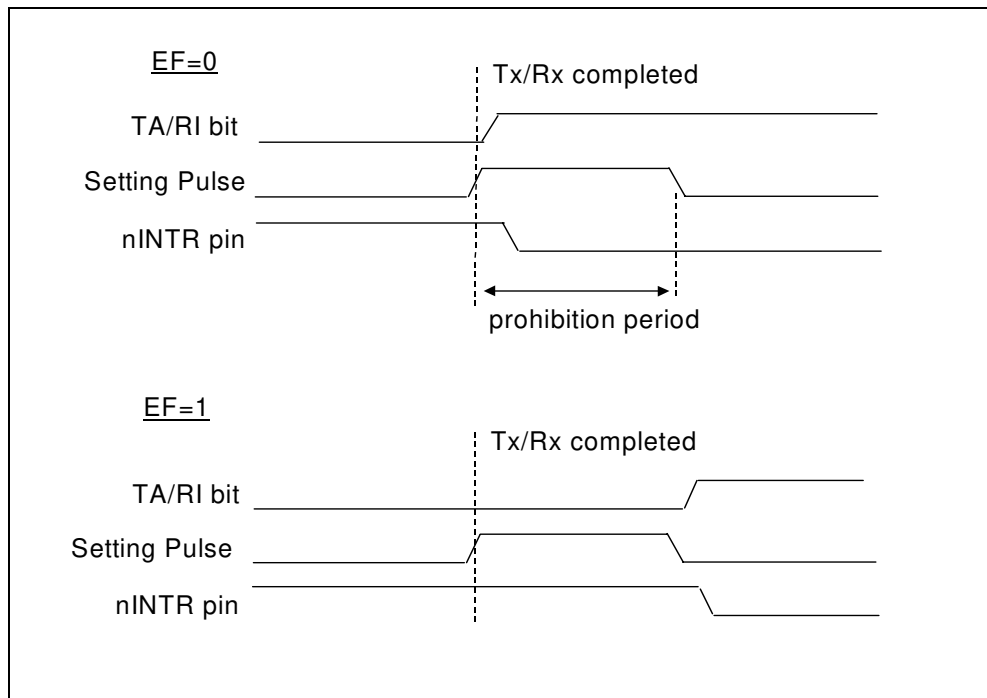 EF=0
Tx/Rx completed
TA/RI bit
Setting Pulse
nINTR pin
prohibition period
EF=1
Tx/Rx completed
TA/RI bit
Setting Pulse
nINTR pin